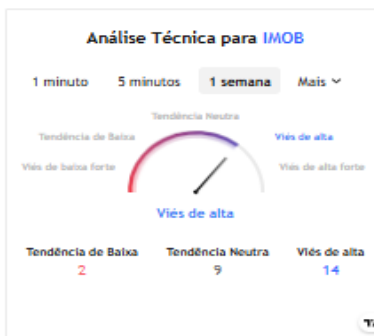 Análise Técnica para IMOB
1 minuto 5 minutos 1 semana Mais
Tendência Neutra
Tendência de Baixa Viés de alta
Viés de baixa forte Viés de alta forte
Viés de alta
Tendência de Baixa Tendência Neutra Viés de alta
2 9 14